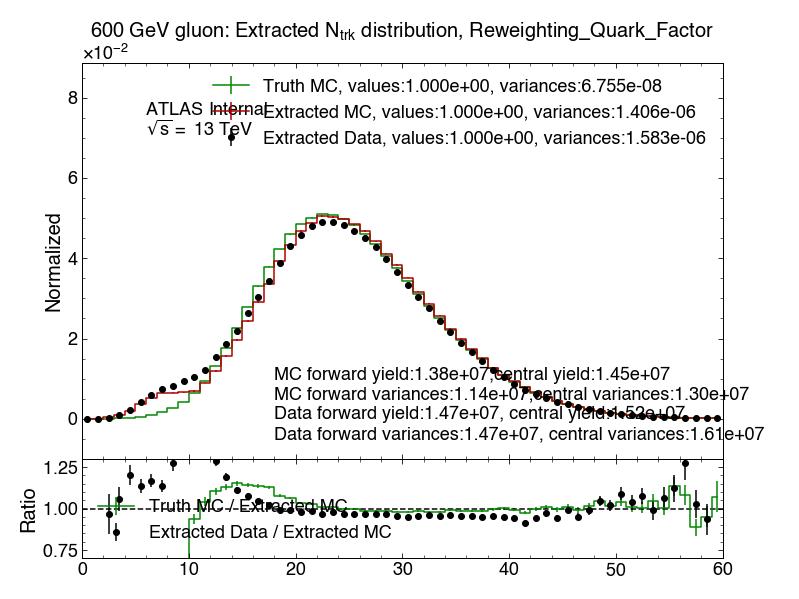 600 GeV gluon: Extracted Ntrk distribution, Reweighting_Quark_Factor
×10−2
Truth MC, values:1.000e+00, variances:6.755e-08
ATLAS Internal
Extracted MC, values:1.000e+00, variances:1.406e-06
√s = 13 TeV
Extracted Data, values:1.000e+00, variances:1.583e-06
8
6
4
2
0
Normalized
MC forward yield:1.38e+07,central yield:1.45e+07
MC forward variances:1.14e+07,central variances:1.30e+07
Data forward yield:1.47e+07, central yield:1.52e+07
Data forward variances:1.47e+07, central variances:1.61e+07
1.25
1.00
0.75
Ratio
Truth MC / Extracted MC
Extracted Data / Extracted MC
0 10 20 30 40 50 60